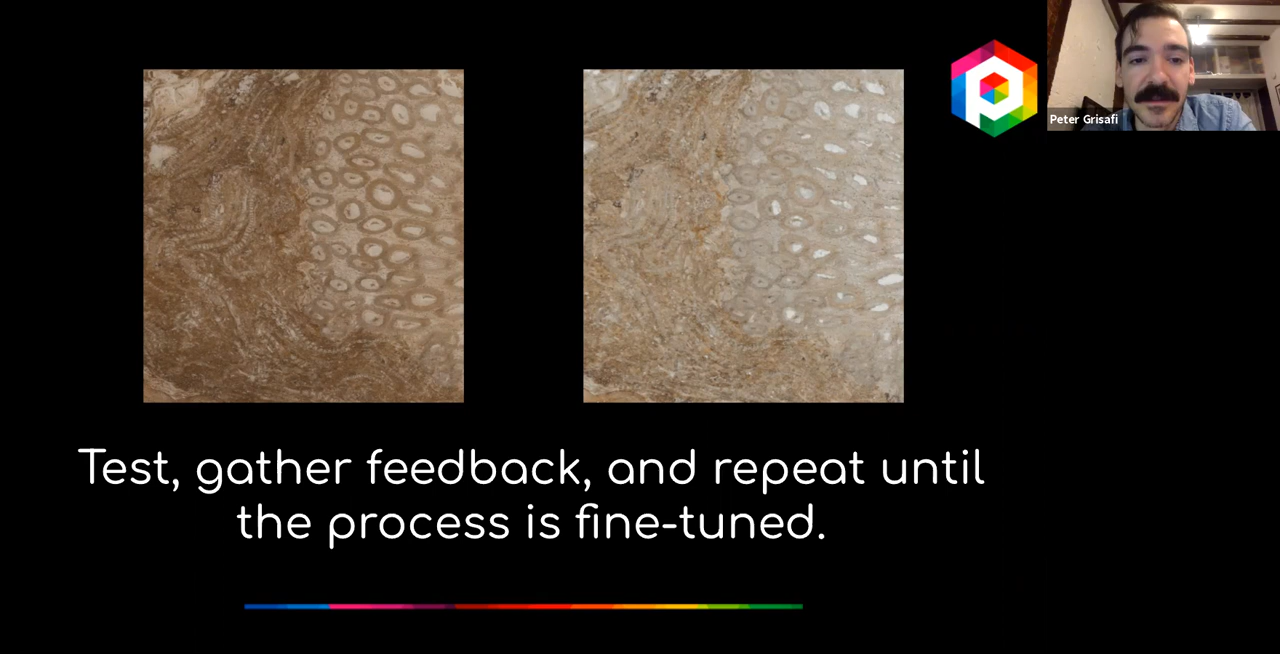 Peter Grisafi
Test, gather feedback, and repeat until
the process is fine-tuned.